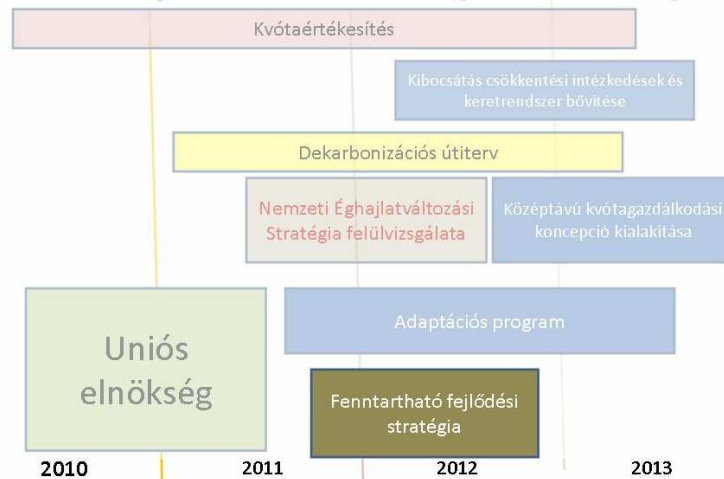 Kvótaértékesítés
Kibocsátás csökkentési intézkedések és
keretrendszer bővítése
Dekarbonizációs útiterv
Nemzeti Éghajlatváltozási
Stratégia felülvizsgálata
Középtávú kvótagazdálkodási
koncepció kialakítása
Adaptációs program
Uniós
elnökség
Fenntartható fejlődési
stratégia
2010 2011 2012 2013